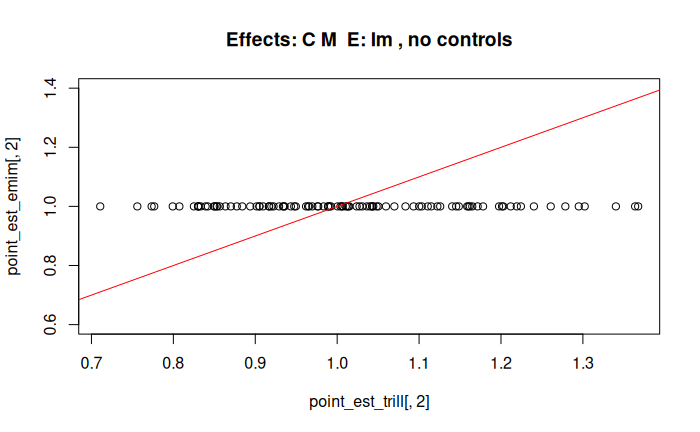 Effects: C M  E: Im , no controls
point_est_emim[, 2]
1.4
1.2
1.0
0.8
0.6
0.7 0.8 0.9 1.0 1.1 1.2 1.3
point_est_trill[, 2]